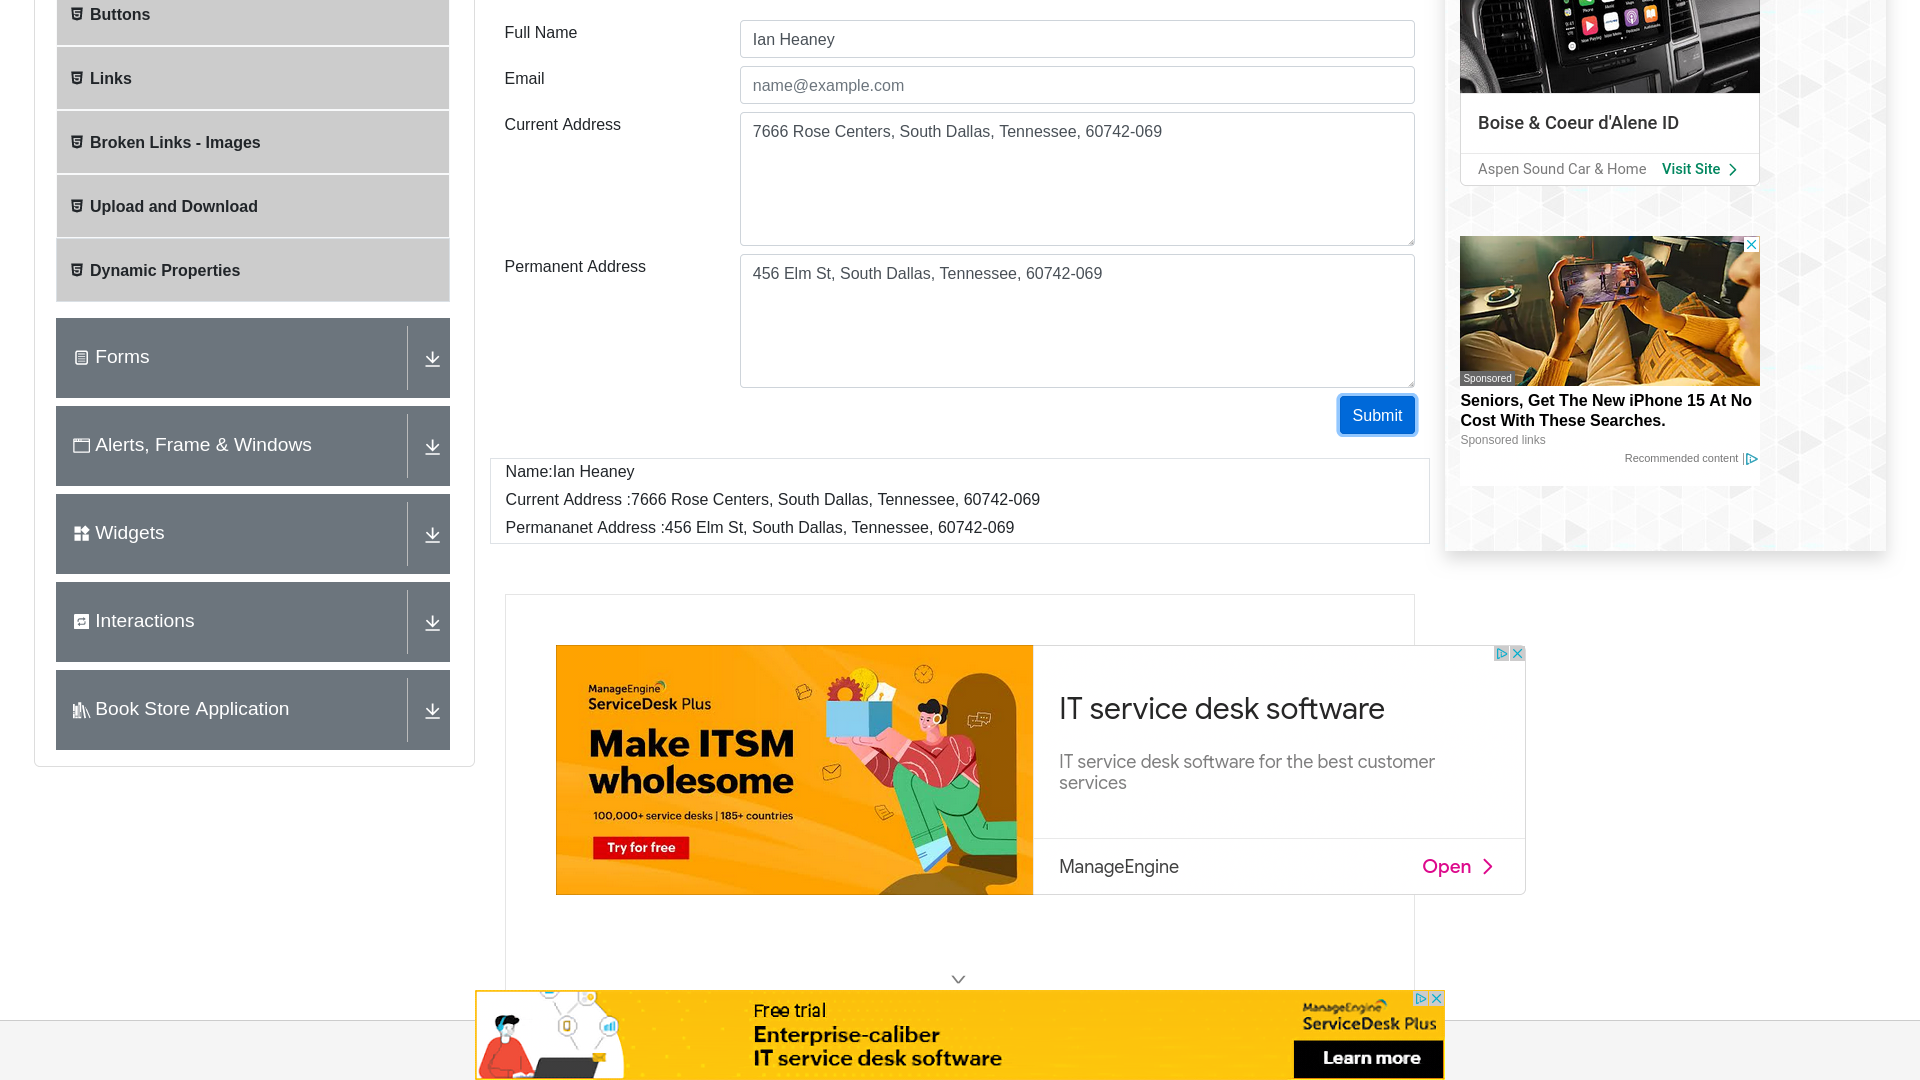 Buttons
Links
Broken Links - Images
Upload and Download
Dynamic Properties
Forms
Alerts, Frame & Windows
Widgets
Interactions
Book Store Application
Full Name
Ian Heaney
Email
name@example.com
Current Address
7666 Rose Centers, South Dallas, Tennessee, 60742-069
Permanent Address
456 Elm St, South Dallas, Tennessee, 60742-069
Submit
Name:Ian Heaney
Current Address :7666 Rose Centers, South Dallas, Tennessee, 60742-069
Permananet Address :456 Elm St, South Dallas, Tennessee, 60742-069
Boise & Coeur d'Alene ID
Aspen Sound Car & Home
Visit Site
Sponsored
Seniors, Get The New iPhone 15 At No
Cost With These Searches.
Sponsored links
Recommended content
ManageEngine
ServiceDesk Plus
Make ITSM
wholesome
100,000+ service desks | 185+ countries
Try for free
IT service desk software
IT service desk software for the best customer
services
ManageEngine
Open
Free trial
Enterprise-caliber
IT service desk software
ManageEngine
ServiceDesk Plus
Learn more